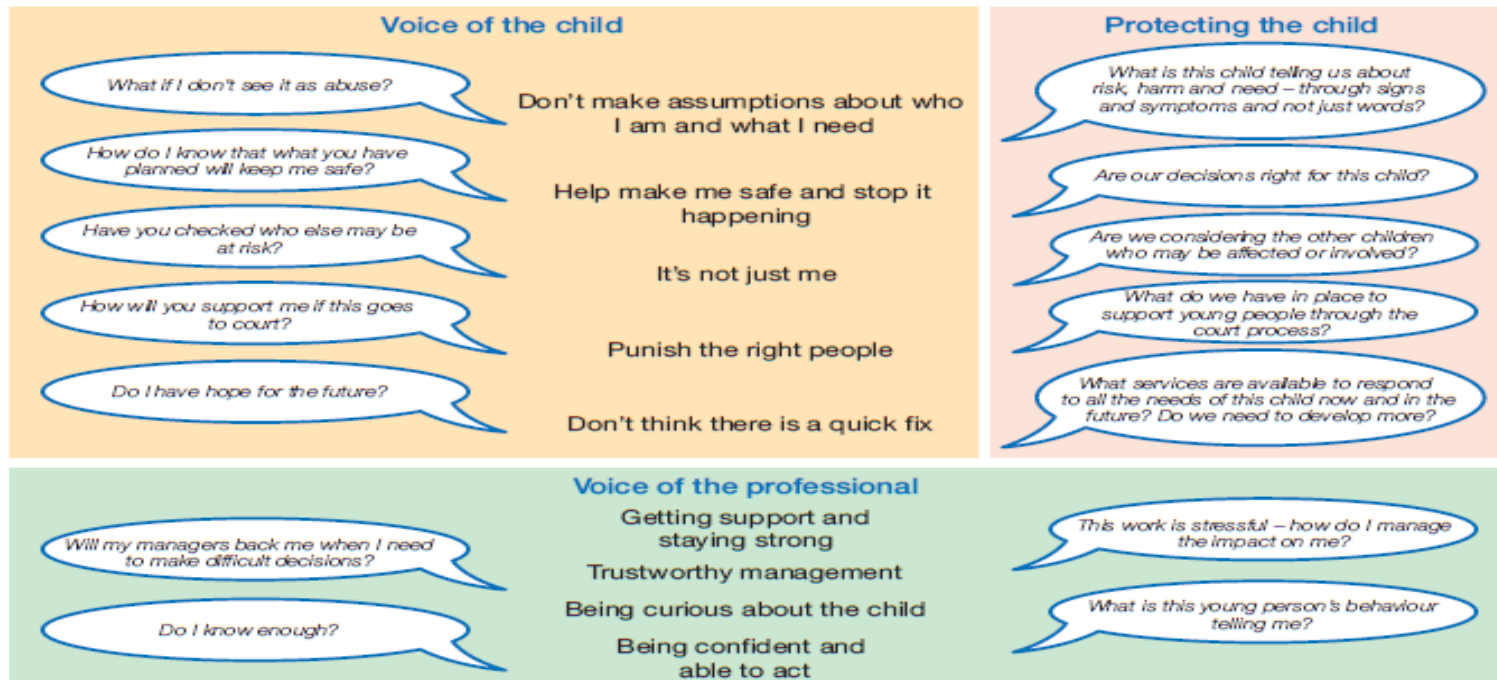 Voice of the child
What if I don't see it as abuse?
Don't make assumptions about who
I am and what I need
How do I know that what you have
planned will keep me safe?
Help make me safe and stop it
happening
Have you checked who else may be
at risk?
It's not just me
How will you support me if this goes
to court?
Punish the right people
Do I have hope for the future?
Don't think there is a quick fix
Protecting the child
What is this child telling us about
risk, harm and need – through signs
and symptoms and not just words?
Are our decisions right for this child?
Are we considering the other children
who may be affected or involved?
What do we have in place to
support young people through the
court process?
What services are available to respond
to all the needs of this child now and in the
future? Do we need to develop more?
Voice of the professional
Will my managers back me when I need
to make difficult decisions?
Do I know enough?
Getting support and
staying strong
Trustworthy management
Being curious about the child
Being confident and
able to act
This work is stressful – how do I manage
the impact on me?
What is this young person's behaviour
telling me?